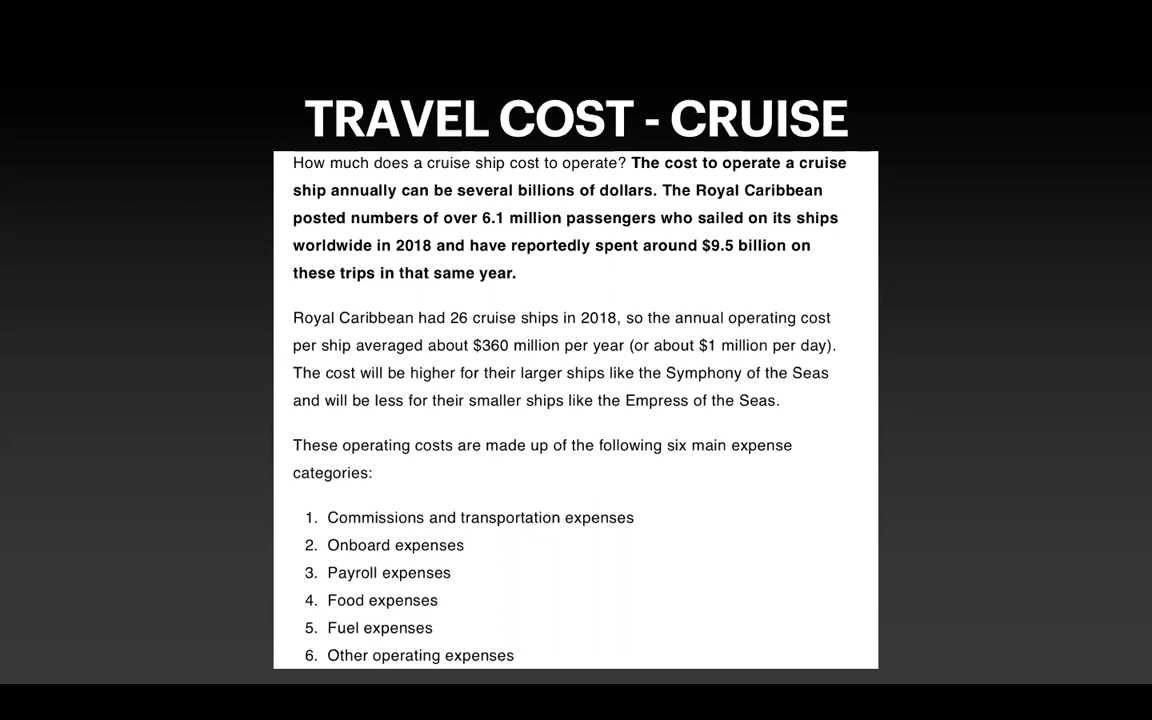 TRAVEL COST - CRUISE
How much does a cruise ship cost to operate? The cost to operate a cruise
ship annually can be several billions of dollars. The Royal Caribbean
posted numbers of over 6.1 million passengers who sailed on its ships
worldwide in 2018 and have reportedly spent around $9.5 billion on
these trips in that same year.
Royal Caribbean had 26 cruise ships in 2018, so the annual operating cost
per ship averaged about $360 million per year (or about $1 million per day).
The cost will be higher for their larger ships like the Symphony of the Seas
and will be less for their smaller ships like the Empress of the Seas.
These operating costs are made up of the following six main expense
categories:
1. Commissions and transportation expenses
2. Onboard expenses
3. Payroll expenses
4. Food expenses
5. Fuel expenses
6. Other operating expenses